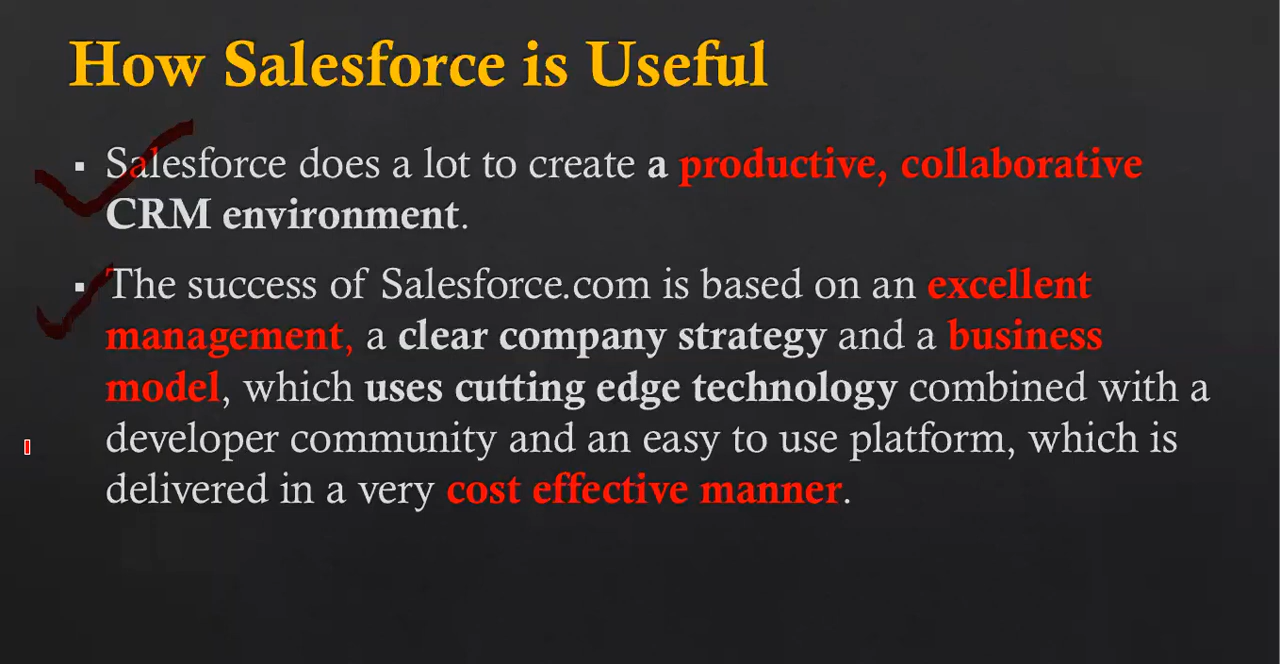 How Salesforce is Useful
▪ Salesforce does a lot to create a productive, collaborative
CRM environment.
▪ The success of Salesforce.com is based on an excellent
management, a clear company strategy and a business
model, which uses cutting edge technology combined with a
developer community and an easy to use platform, which is
delivered in a very cost effective manner.